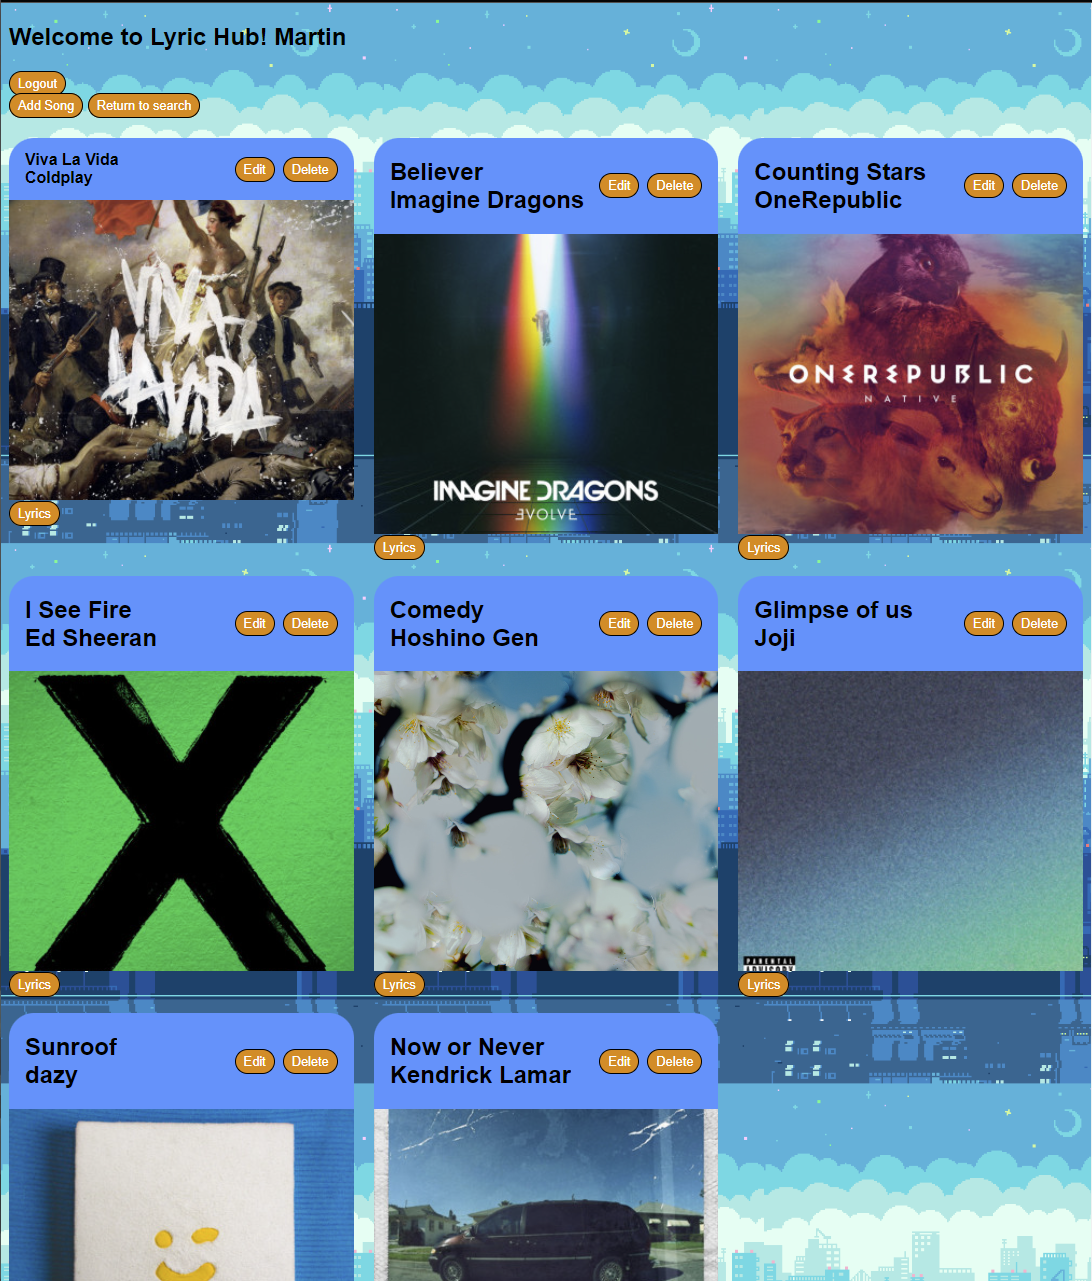 Welcome to Lyric Hub! Martin
Logout
Add Song Return to search
Viva La Vida
Coldplay
Edit Delete
VIVA
LA VIDA
Lyrics
Believer
Imagine Dragons
Edit Delete
IMAGINE DRAGONS
EVOLVE
Lyrics
Counting Stars
OneRepublic
Edit Delete
ONEREPUBLIC
NATIVE
Lyrics
I See Fire
Ed Sheeran
Edit Delete
X
Lyrics
Comedy
Hoshino Gen
Edit Delete
Lyrics
Glimpse of us
Joji
Edit Delete
PARENTAL
ADVISORY
Lyrics
Sunroof
dazy
Edit Delete
Now or Never
Kendrick Lamar
Edit Delete